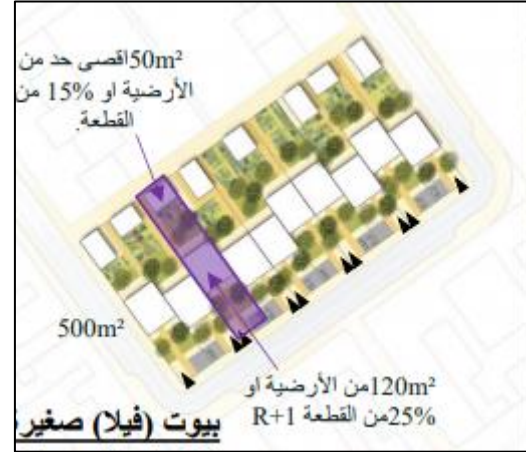 50m²اقصى حد من
الأرضية او 15% من
القطعة.
500m²
120m²من الأرضية او
25%من القطعة R+1
بيوت (فيلا) صغيرة